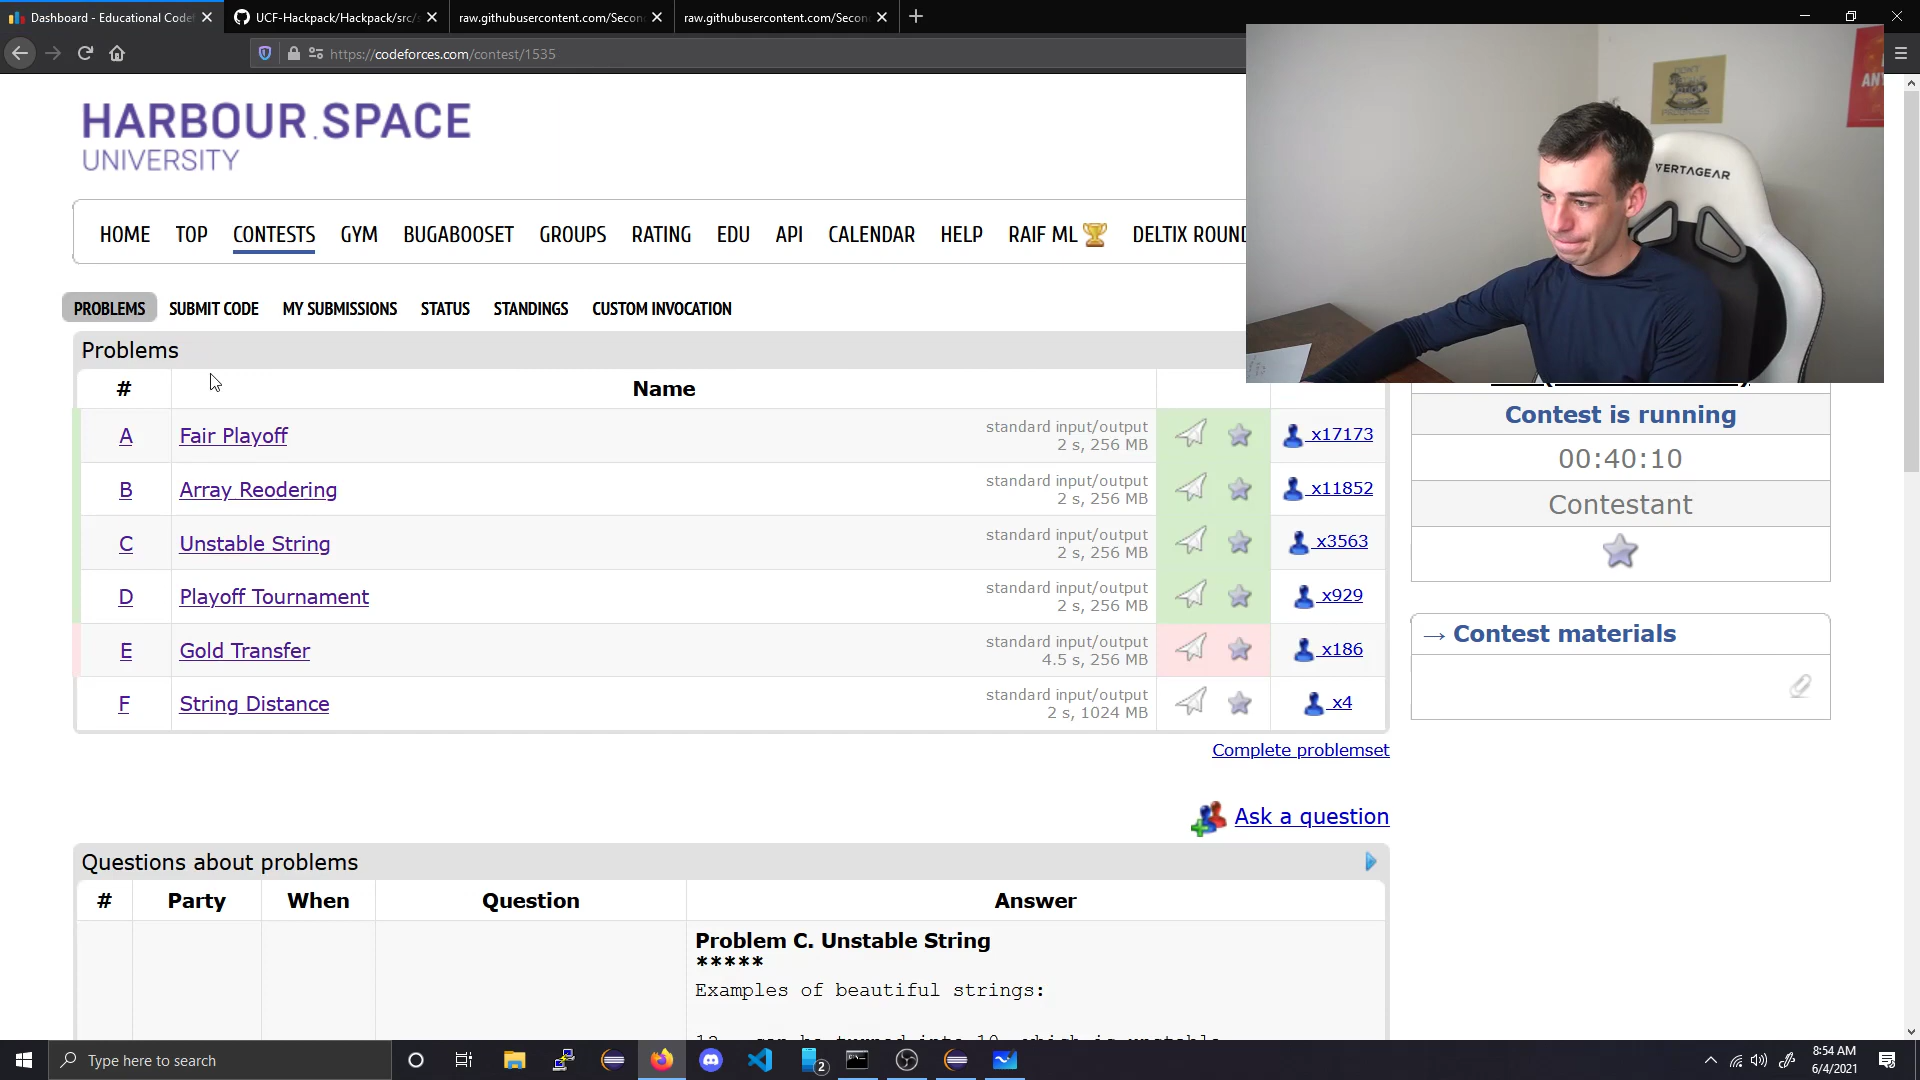 Dashboard - Educational Codef
UCF-Hackpack/Hackpack/src/s
raw.githubusercontent.com/Secon
raw.githubusercontent.com/Secon
https://codeforces.com/contest/1535
HARBOUR.SPACE
UNIVERSITY
HOME TOP CONTESTS GYM BUGABOOSET GROUPS RATING EDU API CALENDAR HELP RAIF ML DELTIX ROUND
VERTAGEAR
AN
PROBLEMS SUBMIT CODE MY SUBMISSIONS STATUS STANDINGS CUSTOM INVOCATION
Problems
# Name
A Fair Playoff standard input/output 2 s, 256 MB x17173
B Array Reodering standard input/output 2 s, 256 MB x11852
C Unstable String standard input/output 2 s, 256 MB x3563
D Playoff Tournament standard input/output 2 s, 256 MB x929
E Gold Transfer standard input/output 4.5 s, 256 MB x186
F String Distance standard input/output 2 s, 1024 MB x4
Complete problemset
Contest is running
00:40:10
Contestant
→ Contest materials
Ask a question
Questions about problems
# Party When Question Answer
Problem C. Unstable String
*****
Examples of beautiful strings:
Type here to search
2
8:54 AM
6/4/2021